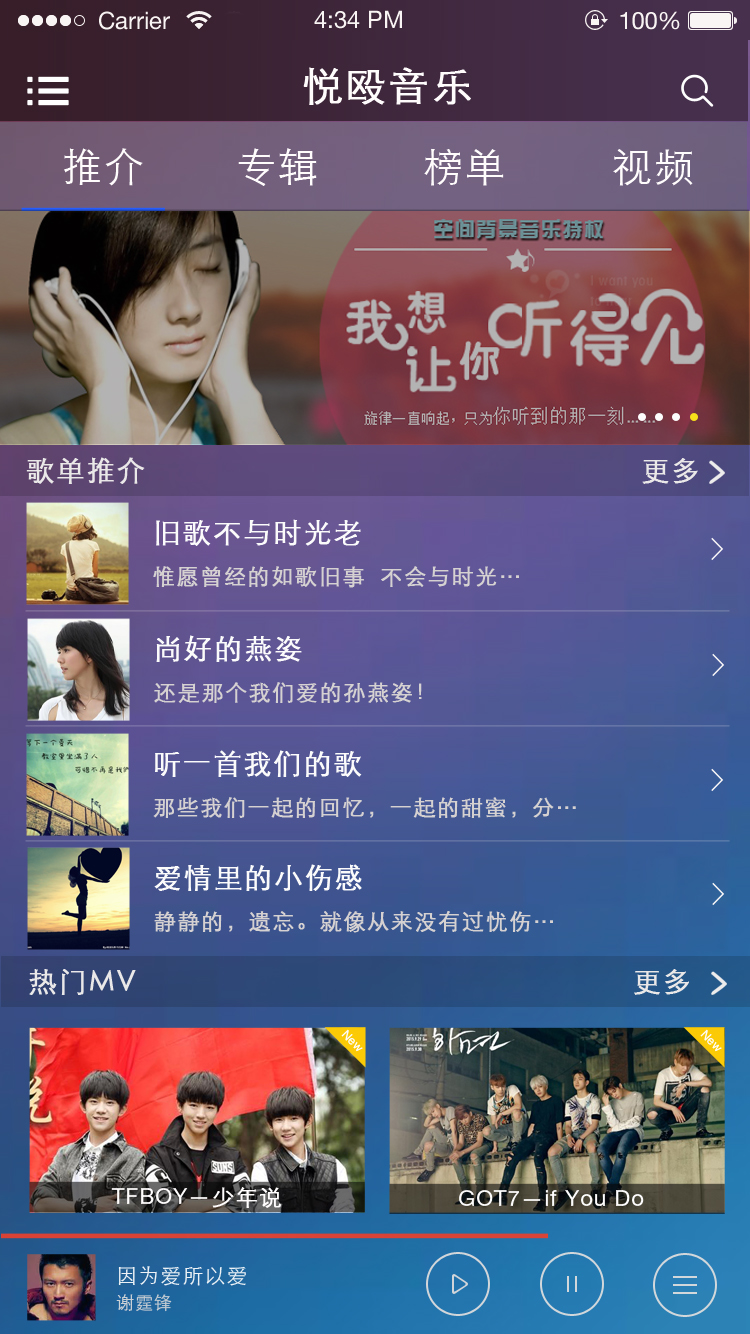 Carrier 4:34 PM 100%
悦殴音乐
推介 专辑 榜单 视频
空间背景音乐特权
I want you
我想
让你听得见
旋律一直响起，只为你听到的那一刻……
歌单推介 更多
旧歌不与时光老
惟愿曾经的如歌旧事 不会与时光…
尚好的燕姿
还是那个我们爱的孙燕姿！
听一首我们的歌
那些我们一起的回忆，一起的甜蜜，分…
爱情里的小伤感
静静的，遗忘。就像从来没有过忧伤…
热门MV 更多
New
New
SUNS
TFBOY—少年说
GOT7—if You Do
因为爱所以爱
谢霆锋